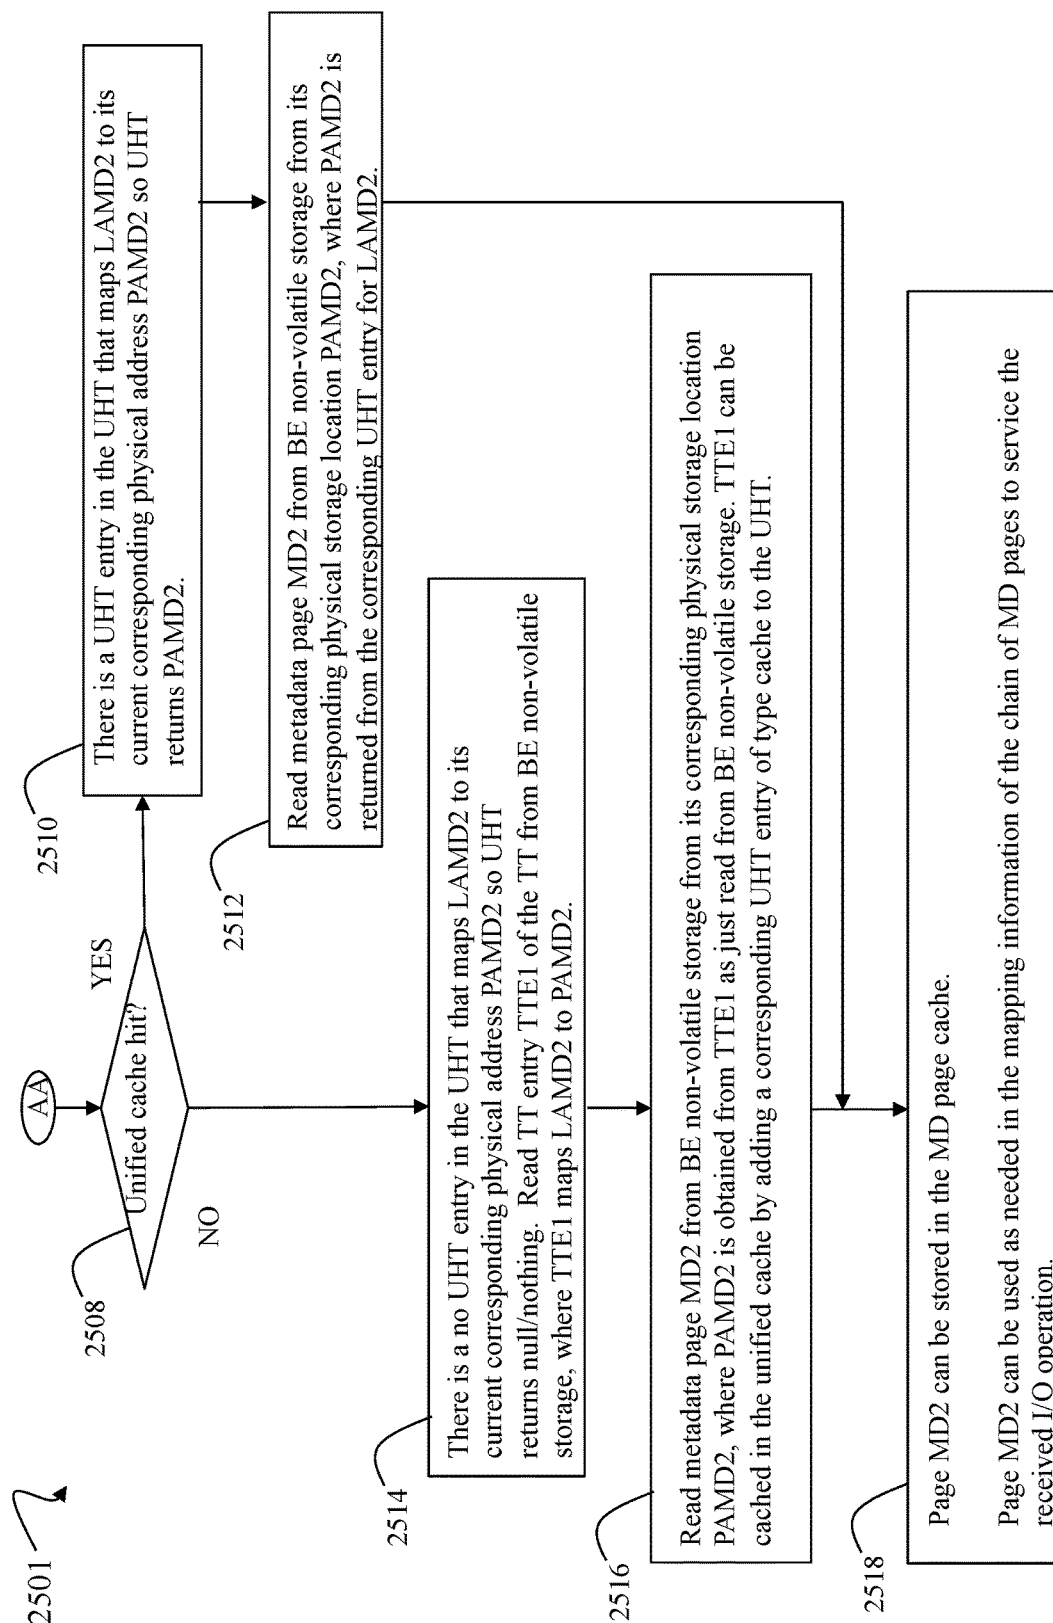 2501
AA
2508
Unified cache hit?
YES
NO
2510
There is a UHT entry in the UHT that maps LAMD2 to its
current corresponding physical address PAMD2 so UHT
returns PAMD2.
2512
Read metadata page MD2 from BE non-volatile storage from its
corresponding physical storage location PAMD2, where PAMD2 is
returned from the corresponding UHT entry for LAMD2.
2514
There is a no UHT entry in the UHT that maps LAMD2 to its
current corresponding physical address PAMD2 so UHT
returns null/nothing. Read TT entry TTE1 of the TT from BE non-volatile
storage, where TTE1 maps LAMD2 to PAMD2.
2516
Read metadata page MD2 from BE non-volatile storage from its corresponding physical storage location
PAMD2, where PAMD2 is obtained from TTE1 as just read from BE non-volatile storage. TTE1 can be
cached in the unified cache by adding a corresponding UHT entry of type cache to the UHT.
2518
Page MD2 can be stored in the MD page cache.
Page MD2 can be used as needed in the mapping information of the chain of MD pages to service the
received I/O operation.